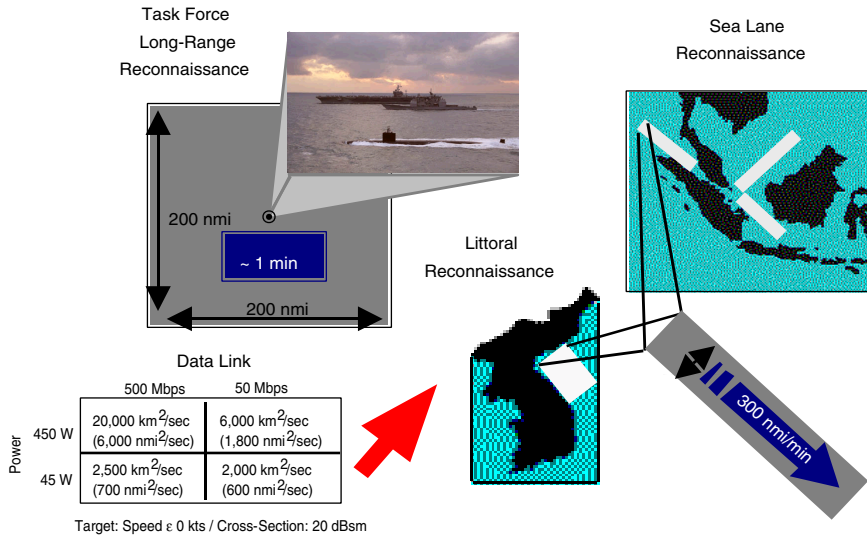 Task Force
Long-Range
Reconnaissance
Sea Lane
Reconnaissance
200 nmi
~ 1 min
200 nmi
Littoral
Reconnaissance
300 nmi/min
Data Link
500 Mbps 50 Mbps
Power
450 W 20,000 km²/sec 6,000 km²/sec
(6,000 nmi²/sec) (1,800 nmi²/sec)
45 W 2,500 km²/sec 2,000 km²/sec
(700 nmi²/sec) (600 nmi²/sec)
Target: Speed ε 0 kts / Cross-Section: 20 dBsm